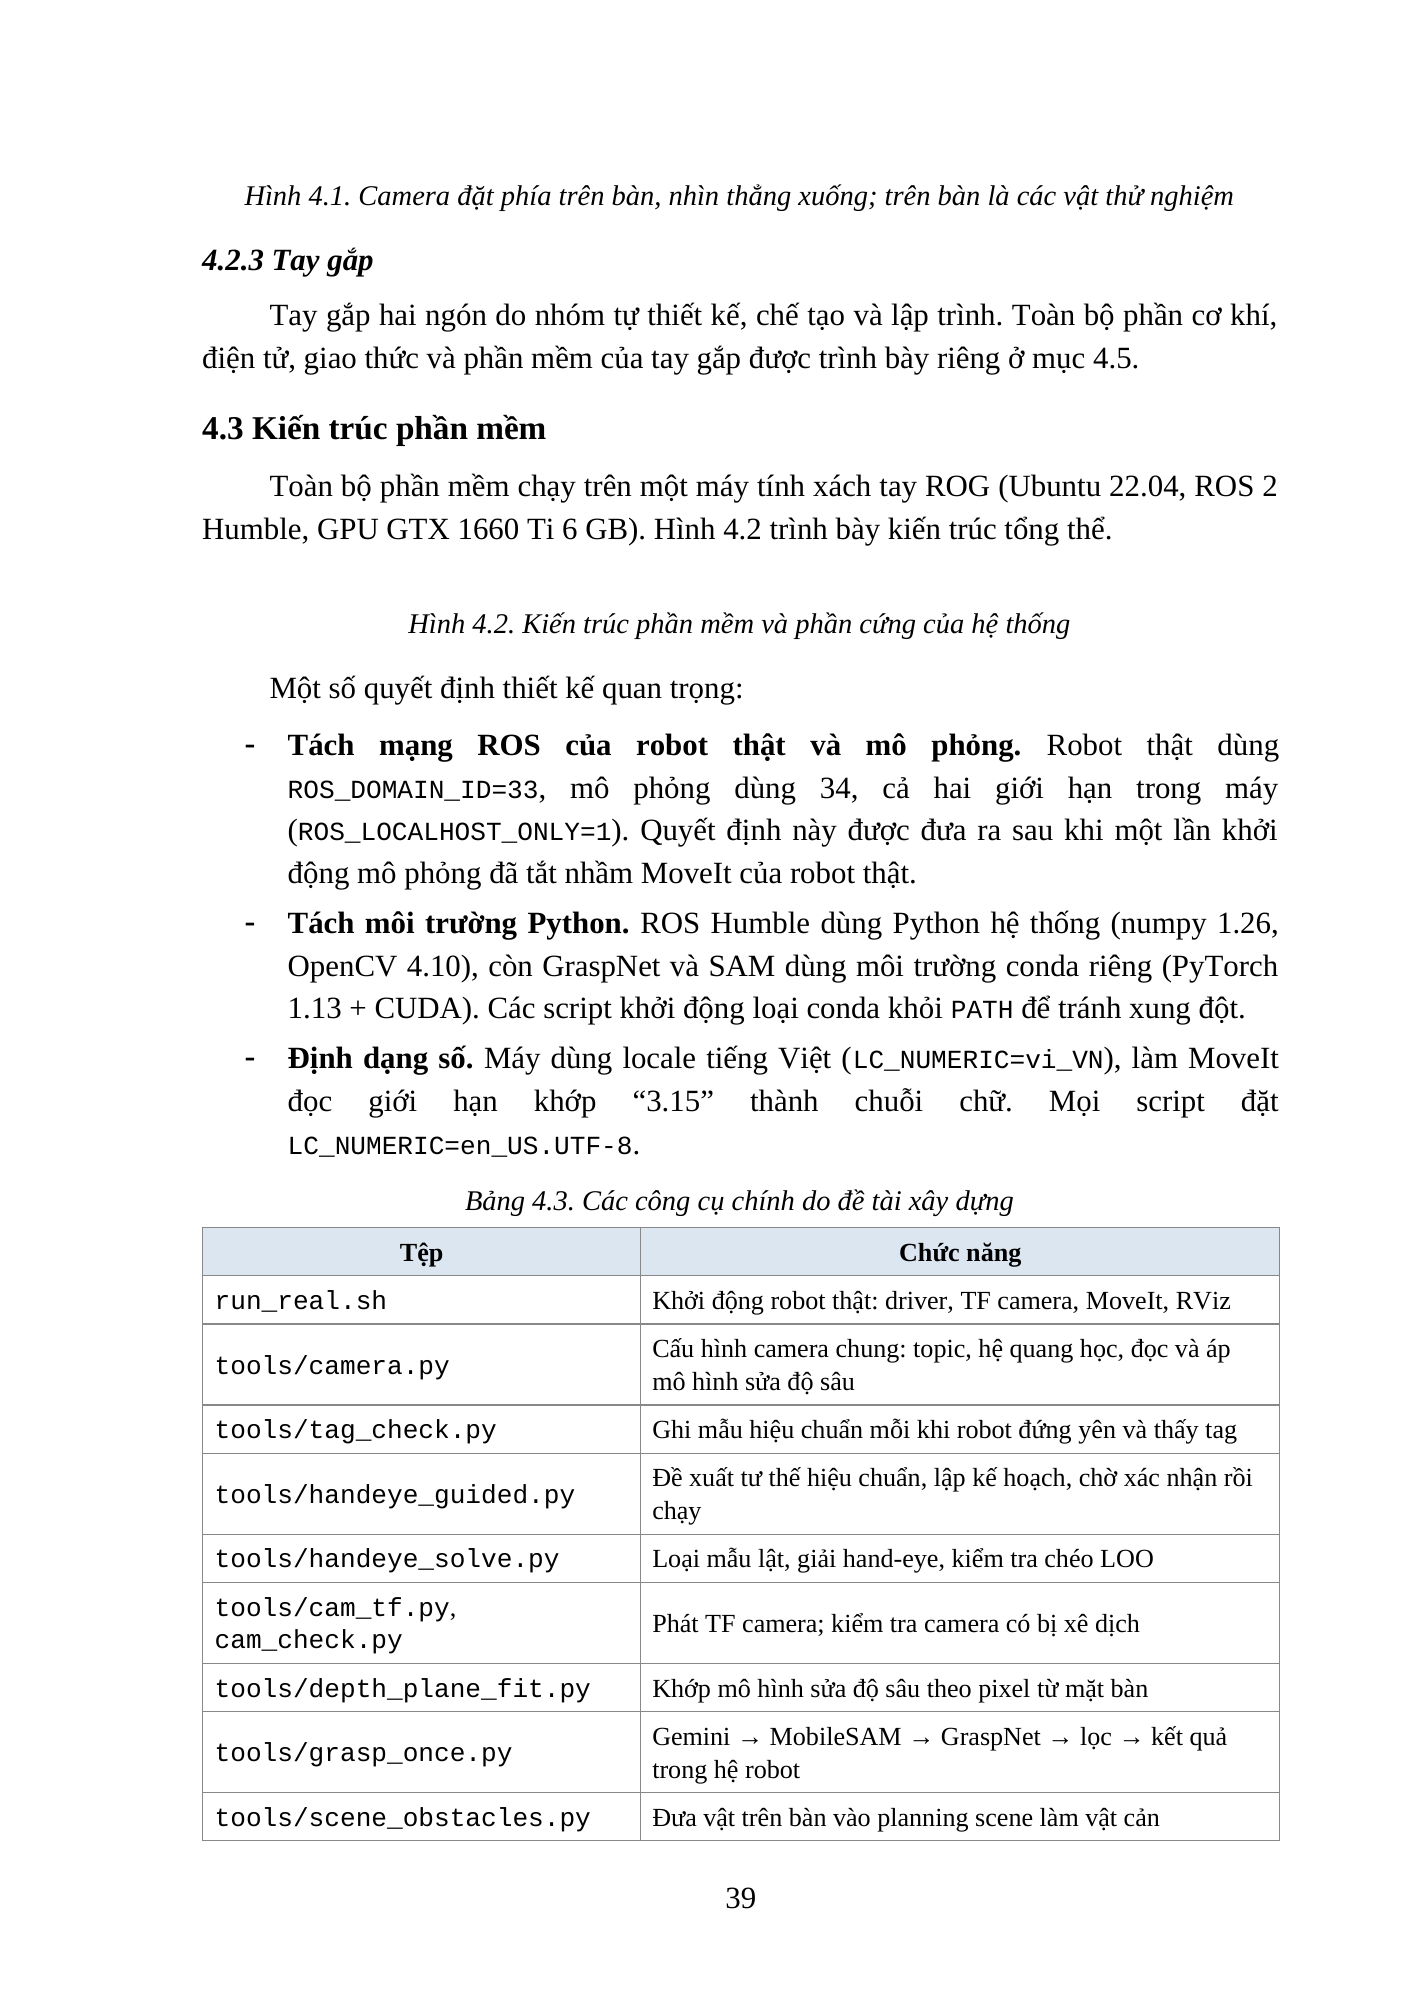 Hình 4.1. Camera đặt phía trên bàn, nhìn thẳng xuống; trên bàn là các vật thử nghiệm
4.2.3 Tay gắp
Tay gắp hai ngón do nhóm tự thiết kế, chế tạo và lập trình. Toàn bộ phần cơ khí,
điện tử, giao thức và phần mềm của tay gắp được trình bày riêng ở mục 4.5.
4.3 Kiến trúc phần mềm
Toàn bộ phần mềm chạy trên một máy tính xách tay ROG (Ubuntu 22.04, ROS 2
Humble, GPU GTX 1660 Ti 6 GB). Hình 4.2 trình bày kiến trúc tổng thể.
Hình 4.2. Kiến trúc phần mềm và phần cứng của hệ thống
Một số quyết định thiết kế quan trọng:
- Tách mạng ROS của robot thật và mô phỏng. Robot thật dùng
ROS_DOMAIN_ID=33, mô phỏng dùng 34, cả hai giới hạn trong máy
(ROS_LOCALHOST_ONLY=1). Quyết định này được đưa ra sau khi một lần khởi
động mô phỏng đã tắt nhầm MoveIt của robot thật.
- Tách môi trường Python. ROS Humble dùng Python hệ thống (numpy 1.26,
OpenCV 4.10), còn GraspNet và SAM dùng môi trường conda riêng (PyTorch
1.13 + CUDA). Các script khởi động loại conda khỏi PATH để tránh xung đột.
- Định dạng số. Máy dùng locale tiếng Việt (LC_NUMERIC=vi_VN), làm MoveIt
đọc giới hạn khớp “3.15” thành chuỗi chữ. Mọi script đặt
LC_NUMERIC=en_US.UTF-8.
Bảng 4.3. Các công cụ chính do đề tài xây dựng
Tệp Chức năng
run_real.sh Khởi động robot thật: driver, TF camera, MoveIt, RViz
tools/camera.py Cấu hình camera chung: topic, hệ quang học, đọc và áp
mô hình sửa độ sâu
tools/tag_check.py Ghi mẫu hiệu chuẩn mỗi khi robot đứng yên và thấy tag
tools/handeye_guided.py Đề xuất tư thế hiệu chuẩn, lập kế hoạch, chờ xác nhận rồi
chạy
tools/handeye_solve.py Loại mẫu lật, giải hand-eye, kiểm tra chéo LOO
tools/cam_tf.py,
cam_check.py Phát TF camera; kiểm tra camera có bị xê dịch
tools/depth_plane_fit.py Khớp mô hình sửa độ sâu theo pixel từ mặt bàn
tools/grasp_once.py Gemini → MobileSAM → GraspNet → lọc → kết quả
trong hệ robot
tools/scene_obstacles.py Đưa vật trên bàn vào planning scene làm vật cản
39